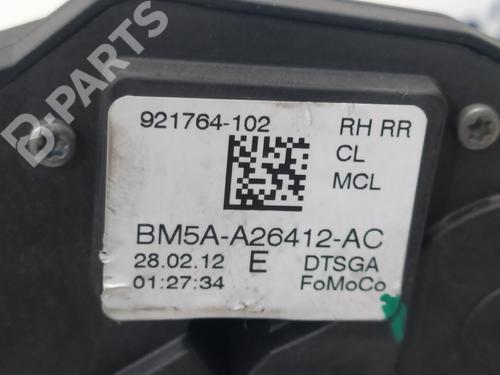 B-PARTS
921764-102 RH RR
CL
MCL
BM5A-A26412-AC
28.02.12 E DTSGA
01:27:34 FoMoCo